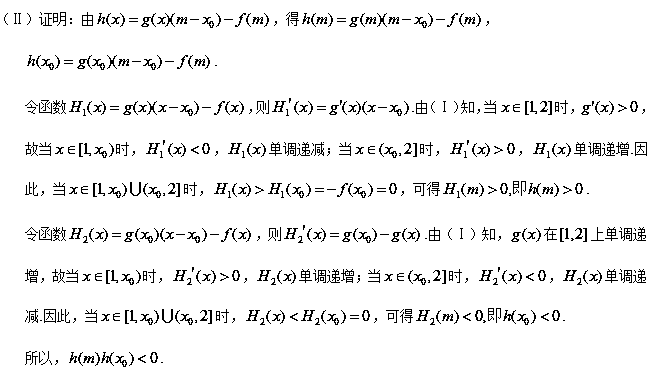 (Ⅱ)证明:由h(x)=g(x)(m-x₀)-f(m),得h(m)=g(m)(m-x₀)-f(m),
h(x₀)=g(x₀)(m-x₀)-f(m).
令函数H₁(x)=g(x)(x-x₀)-f(x),则H₁'(x)=g'(x)(x-x₀).由(Ⅰ)知,当x∈[1,2]时,g'(x)>0,
故当x∈[1,x₀)时,H₁'(x)<0,H₁(x)单调递减;当x∈(x₀,2]时,H₁'(x)>0,H₁(x)单调递增.因
此,当x∈[1,x₀)∪(x₀,2]时,H₁(x)>H₁(x₀)=-f(x₀)=0,可得H₁(m)>0,即h(m)>0.
令函数H₂(x)=g(x₀)(x-x₀)-f(x),则H₂'(x)=g(x₀)-g(x).由(Ⅰ)知,g(x)在[1,2]上单调递
增,故当x∈[1,x₀)时,H₂'(x)>0,H₂(x)单调递增;当x∈(x₀,2]时,H₂'(x)<0,H₂(x)单调递
减.因此,当x∈[1,x₀)∪(x₀,2]时,H₂(x)<H₂(x₀)=0,可得H₂(m)<0,即h(x₀)<0.
所以,h(m)h(x₀)<0.